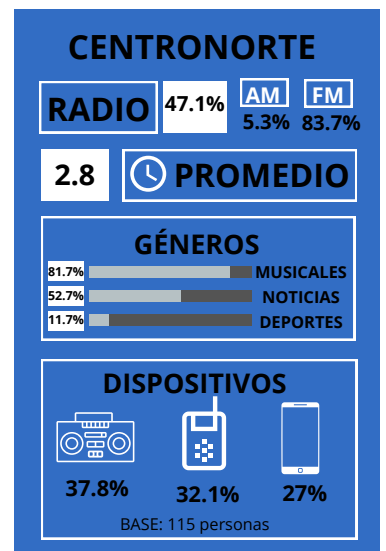 CENTRONORTE
RADIO 47.1% AM FM
5.3% 83.7%
2.8 PROMEDIO
GÉNEROS
81.7% MUSICALES
52.7% NOTICIAS
11.7% DEPORTES
DISPOSITIVOS
37.8% 32.1% 27%
BASE: 115 personas